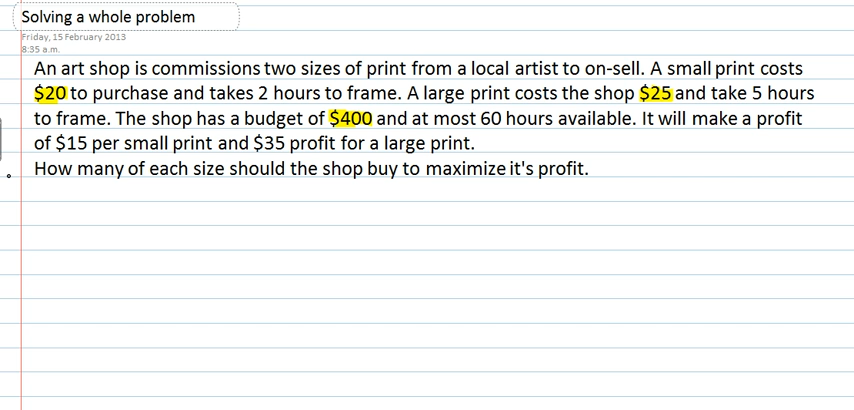 Solving a whole problem
Friday, 15 February 2013
8:35 a.m.
An art shop is commissions two sizes of print from a local artist to on-sell. A small print costs
$20 to purchase and takes 2 hours to frame. A large print costs the shop $25 and take 5 hours
to frame. The shop has a budget of $400 and at most 60 hours available. It will make a profit
of $15 per small print and $35 profit for a large print.
How many of each size should the shop buy to maximize it's profit.